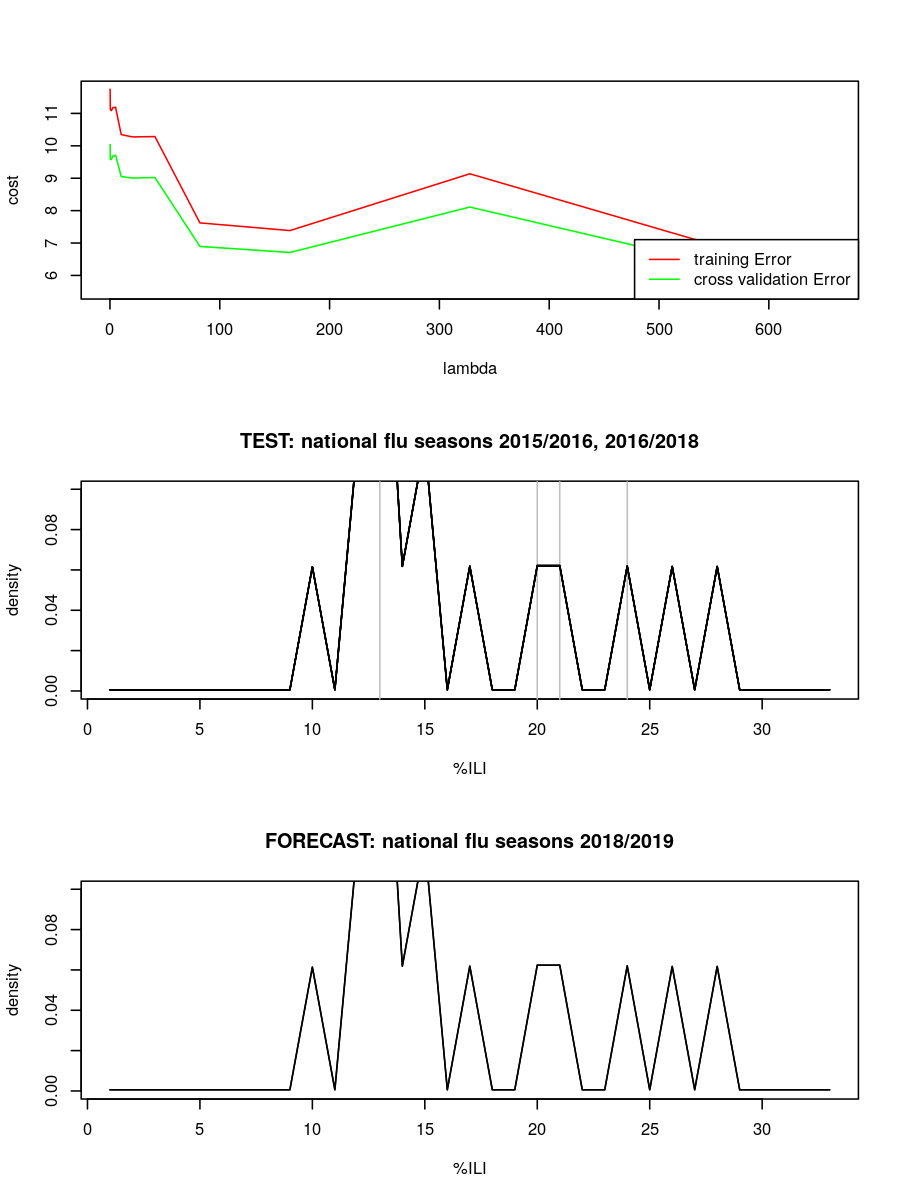 11
10
9
8
7
6
cost
training Error
cross validation Error
0 100 200 300 400 500 600
lambda
TEST: national flu seasons 2015/2016, 2016/2018
0.08
0.04
0.00
density
0 5 10 15 20 25 30
%ILI
FORECAST: national flu seasons 2018/2019
0.08
0.04
0.00
density
0 5 10 15 20 25 30
%ILI